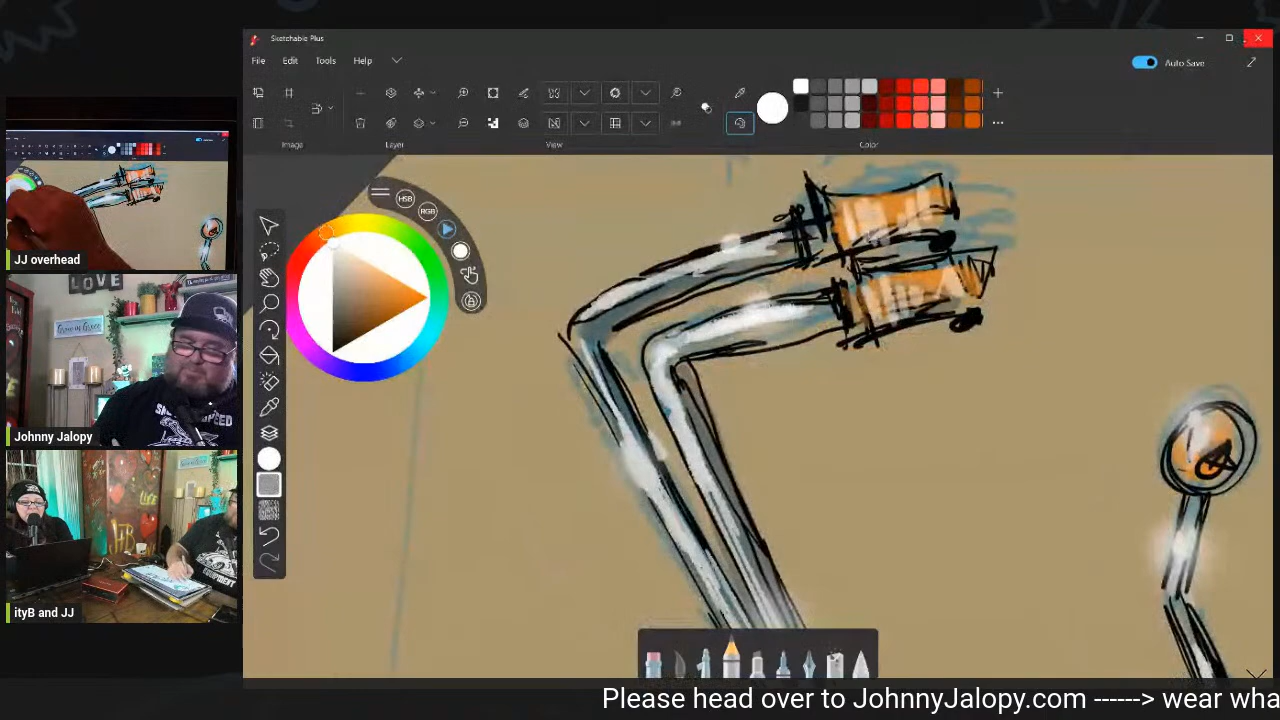 Sketchable Plus
File Edit Tools Help
Auto Save
Image Layer View Color
HSB
RGB
JJ overhead
LOVE
Johnny Jalopy
ityB and JJ
Please head over to JohnnyJalopy.com ------> wear wha